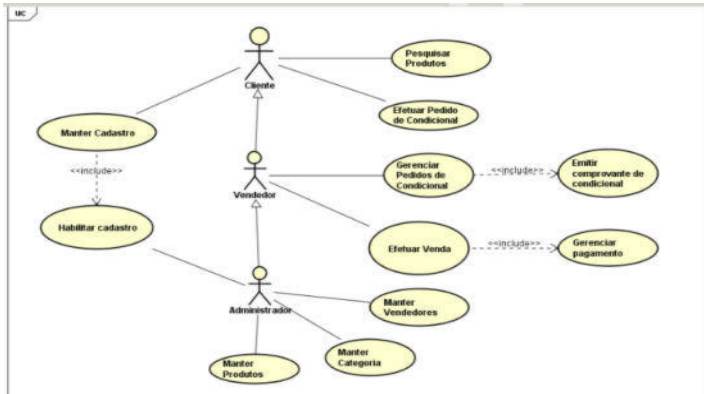 uc
Pesquisar
Produtos
Cliente
Efetuar Pedido
de Condicional
Manter Cadastro
<<include>>
Gerenciar
Pedidos de
Condicional
<<include>>
Emitir
comprovante de
condicional
Vendedor
Habilitar cadastro
Efetuar Venda
<<include>>
Gerenciar
pagamento
Administrador
Manter
Vendedores
Manter
Categoria
Manter
Produtos